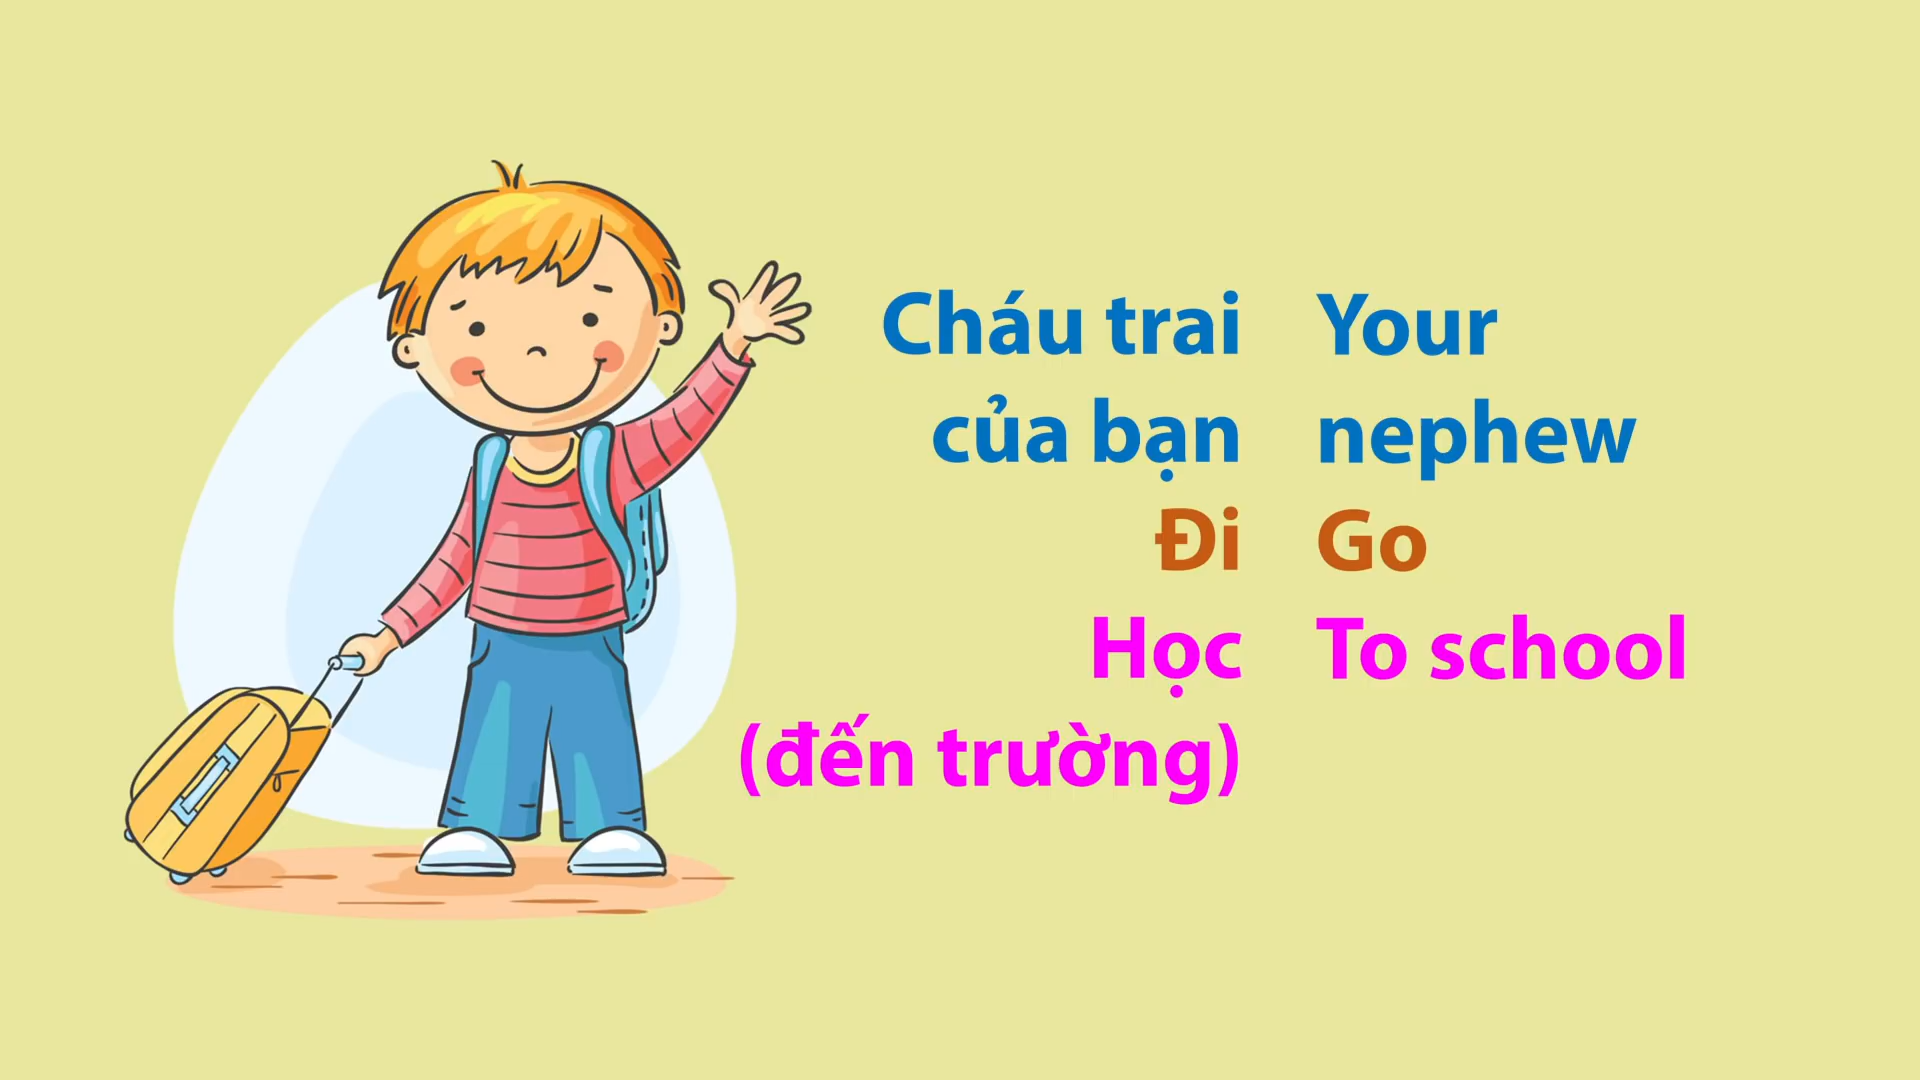 Cháu trai Your
của bạn nephew
Đi Go
Học To school
(đến trường)